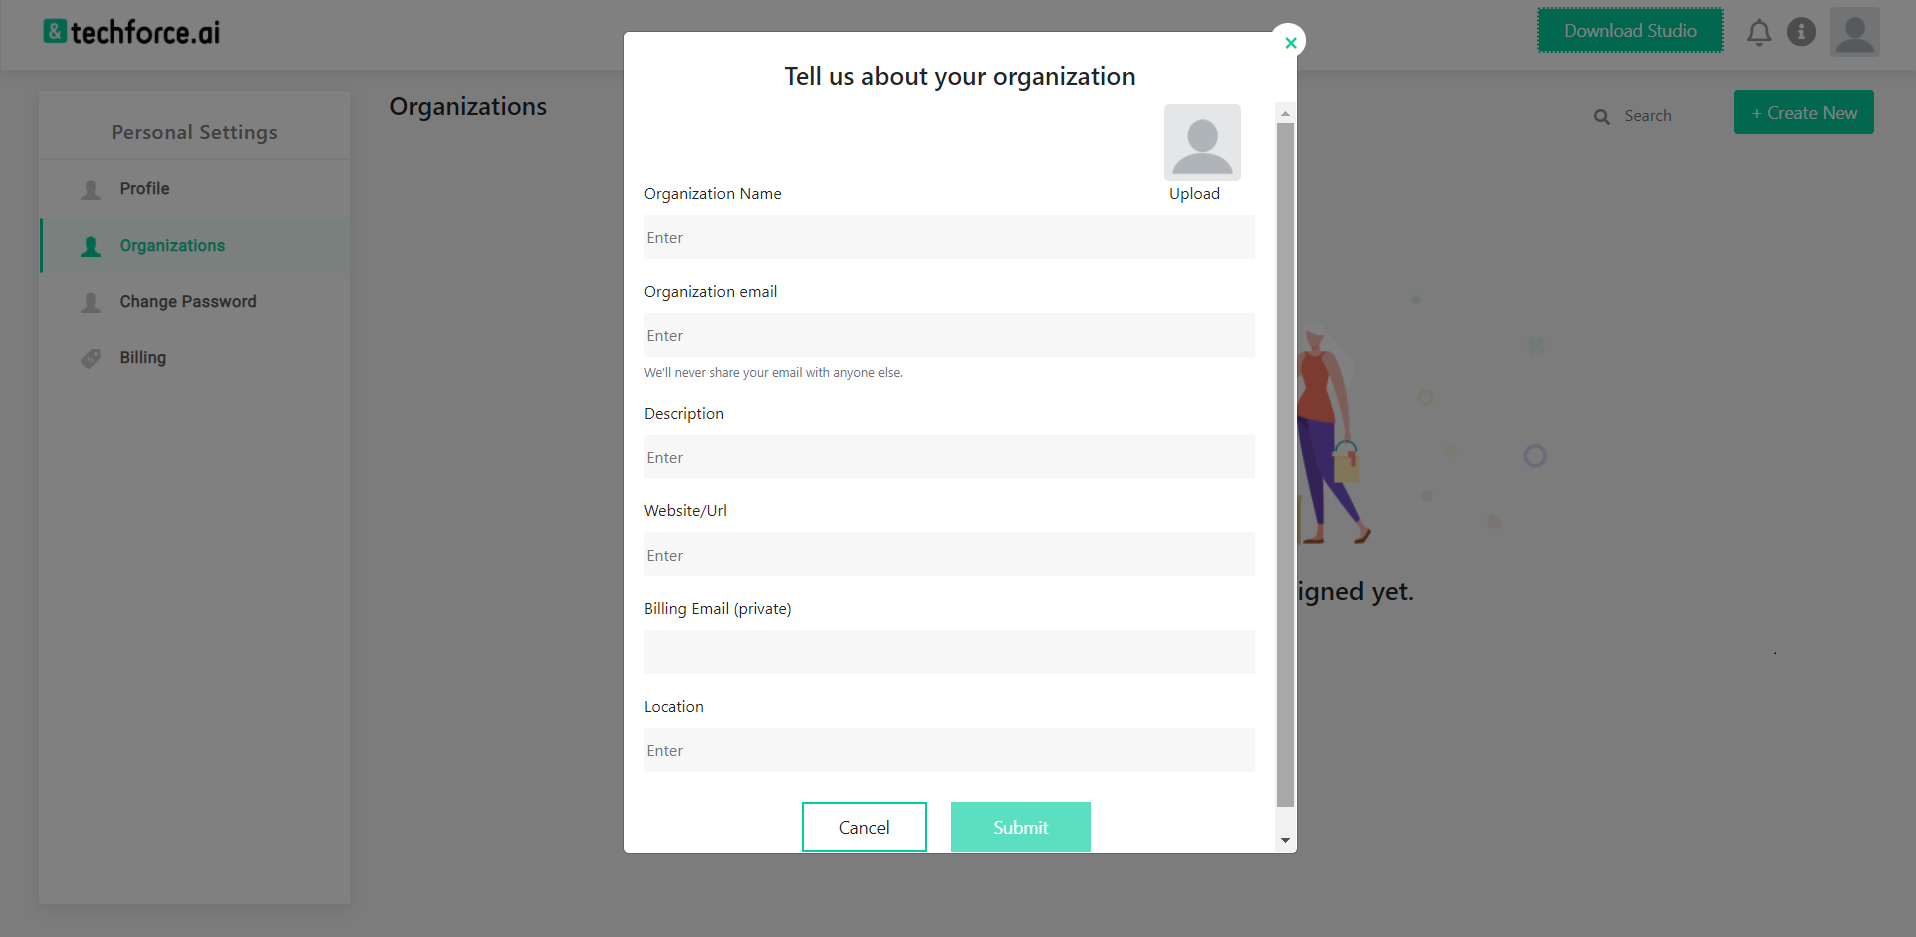 & techforce.ai
Download Studio
Personal Settings
Profile
Organizations
Change Password
Billing
Organizations
Search
+ Create New
Tell us about your organization
Upload
Organization Name
Enter
Organization email
Enter
We'll never share your email with anyone else.
Description
Enter
Website/Url
Enter
Billing Email (private)
Location
Enter
Cancel
Submit
igned yet.